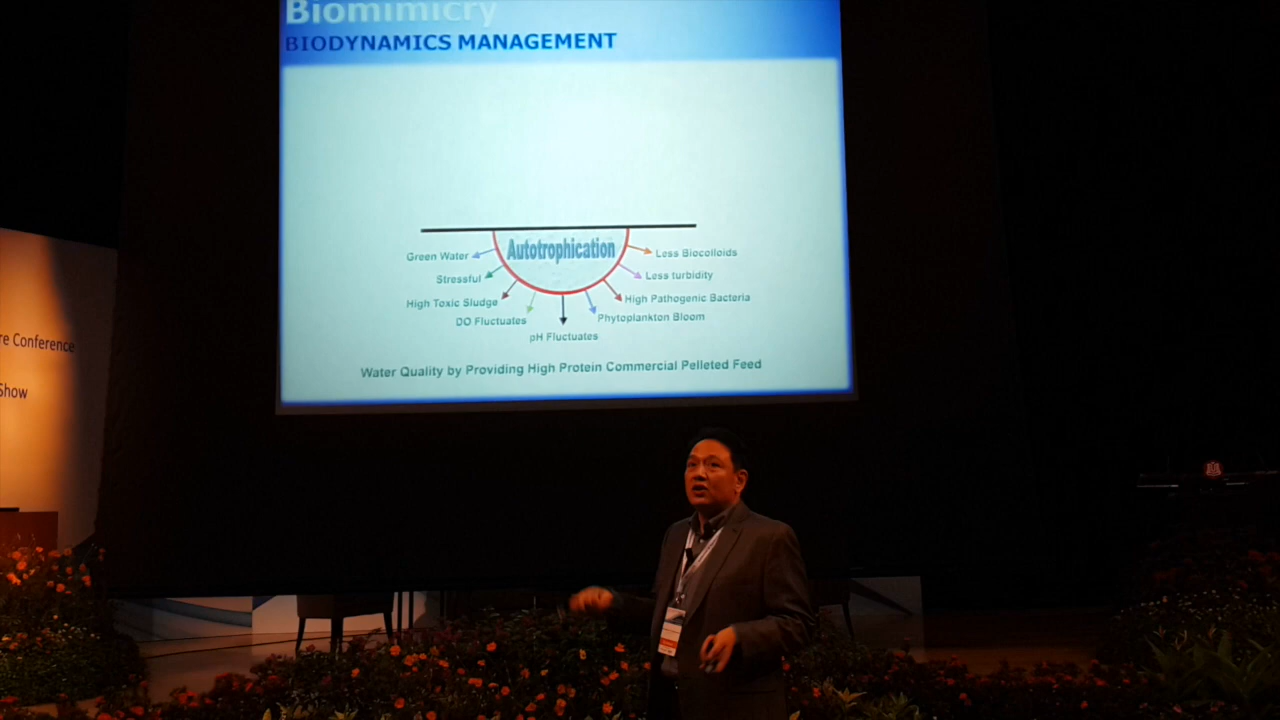 Biomimicry
BIODYNAMICS MANAGEMENT
Autotrophication
Green Water
Less Biocolloids
Stressful
Less turbidity
High Toxic Sludge
High Pathogenic Bacteria
DO Fluctuates
Phytoplankton Bloom
pH Fluctuates
Water Quality by Providing High Protein Commercial Pelleted Feed
re Conference
Show